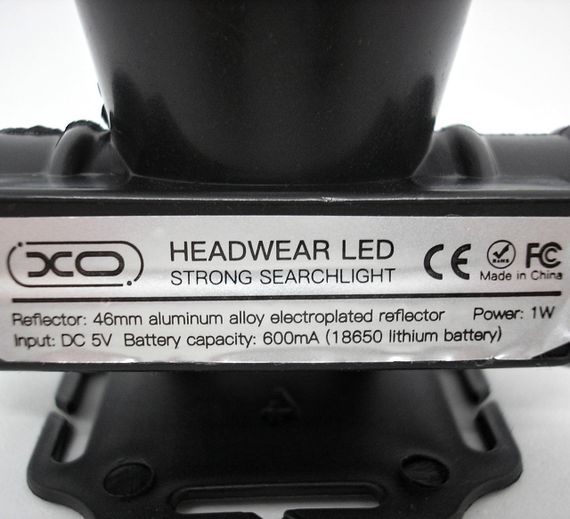 XO
HEADWEAR LED
STRONG SEARCHLIGHT
CE RoHS FC
Made in China
Reflector: 46mm aluminum alloy electroplated reflector Power: 1W
Input: DC 5V Battery capacity: 600mA (18650 lithium battery)